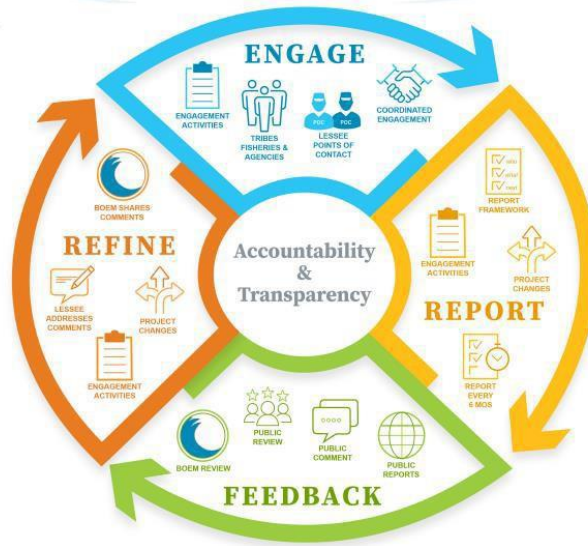 ENGAGE
ENGAGEMENT
ACTIVITIES
TRIBES
FISHERIES &
AGENCIES
POC
POC
LESSEE
POINTS OF
CONTACT
COORDINATED
ENGAGEMENT
REPORT
FRAMEWORK
ENGAGEMENT
ACTIVITIES
PROJECT
CHANGES
REPORT
REPORT
EVERY
6 MOS
FEEDBACK
BOEM REVIEW
PUBLIC
REVIEW
PUBLIC
COMMENT
PUBLIC
REPORTS
REFINE
BOEM SHARES
COMMENTS
LESSEE
ADDRESSES
COMMENTS
PROJECT
CHANGES
ENGAGEMENT
ACTIVITIES
Accountability
&
Transparency